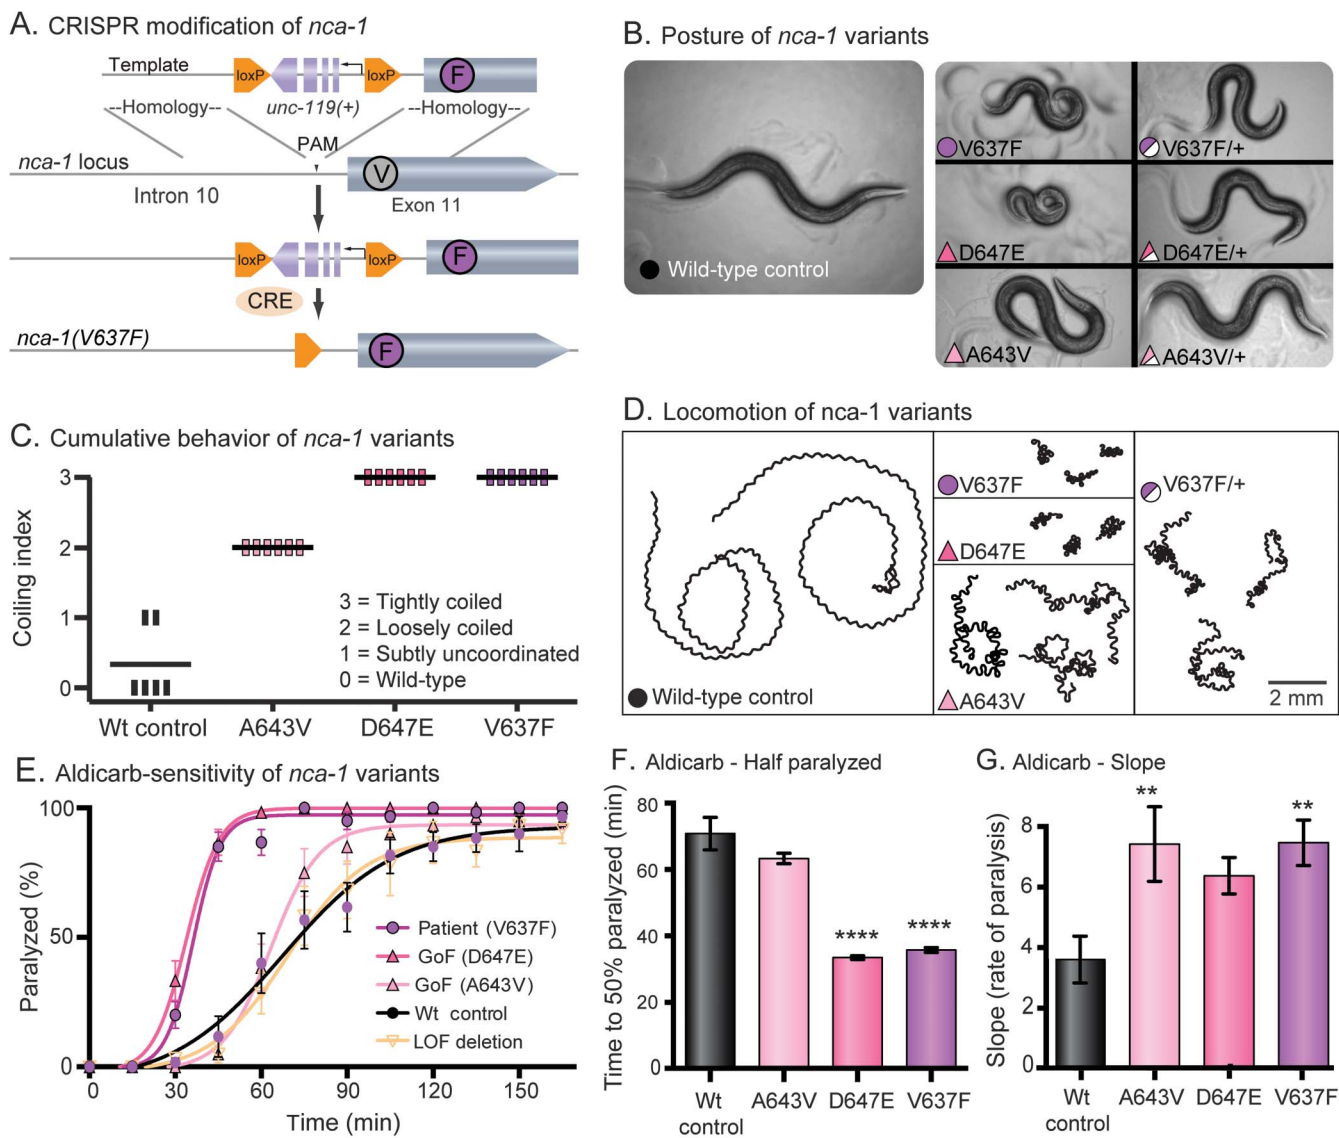 A. CRISPR modification of nca-1
Template
loxP
loxP
F
--Homology--
unc-119(+)
--Homology--
PAM
nca-1 locus
V
Intron 10
Exon 11
loxP
loxP
F
CRE
nca-1(V637F)
F
B. Posture of nca-1 variants
Wild-type control
V637F
V637F/+
D647E
D647E/+
A643V
A643V/+
C. Cumulative behavior of nca-1 variants
Coiling index
3
2
1
0
3 = Tightly coiled
2 = Loosely coiled
1 = Subtly uncoordinated
0 = Wild-type
Wt control
A643V
D647E
V637F
D. Locomotion of nca-1 variants
Wild-type control
V637F
D647E
A643V
V637F/+
2 mm
E. Aldicarb-sensitivity of nca-1 variants
Paralyzed (%)
100
50
0
Patient (V637F)
GoF (D647E)
GoF (A643V)
Wt control
LOF deletion
0
30
60
90
120
150
Time (min)
F. Aldicarb - Half paralyzed
Time to 50% paralyzed (min)
80
60
40
20
0
****
****
Wt
control
A643V
D647E
V637F
G. Aldicarb - Slope
Slope (rate of paralysis)
8
6
4
2
0
**
**
Wt
control
A643V
D647E
V637F